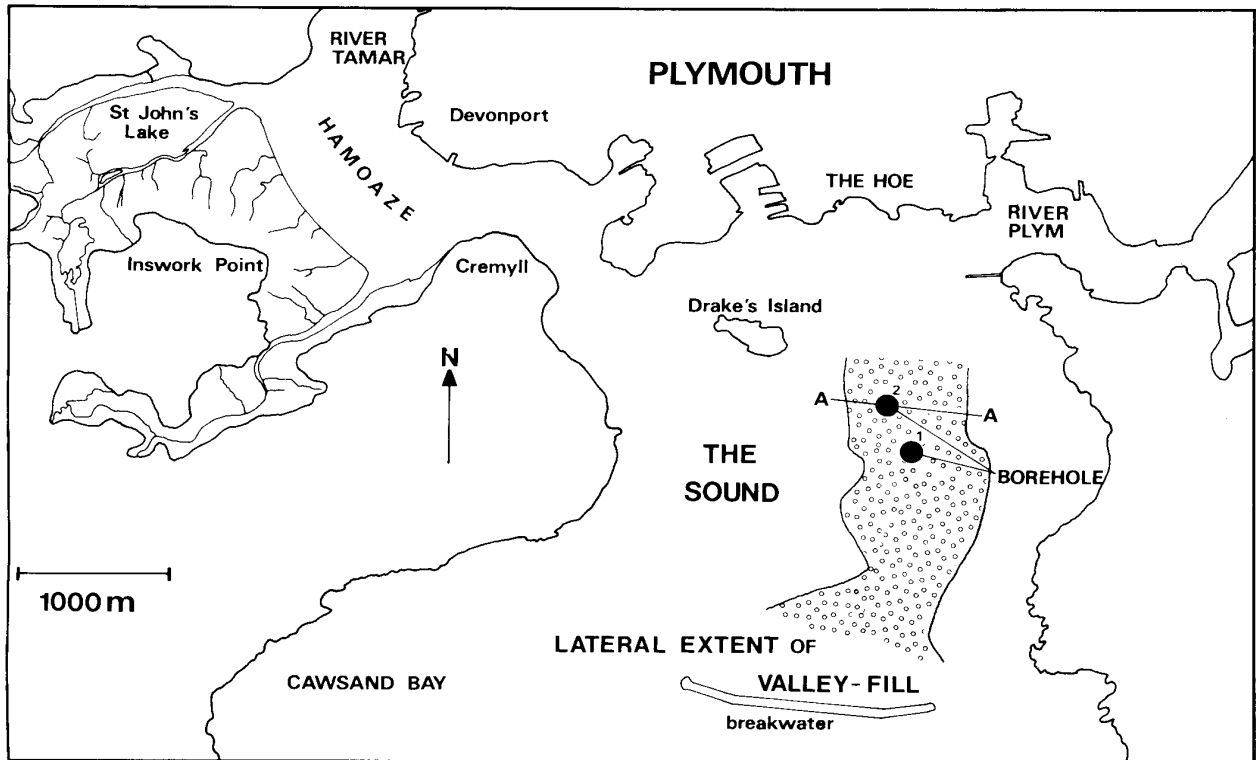 RIVER
TAMAR
PLYMOUTH
St John's
Lake
Devonport
HAMOAZE
THE HOE
RIVER
PLYM
Inswork Point
Cremyll
Drake's Island
N
A
2
A
1
THE
SOUND
BOREHOLE
1000 m
LATERAL EXTENT OF
VALLEY-FILL
CAWSAND BAY
breakwater